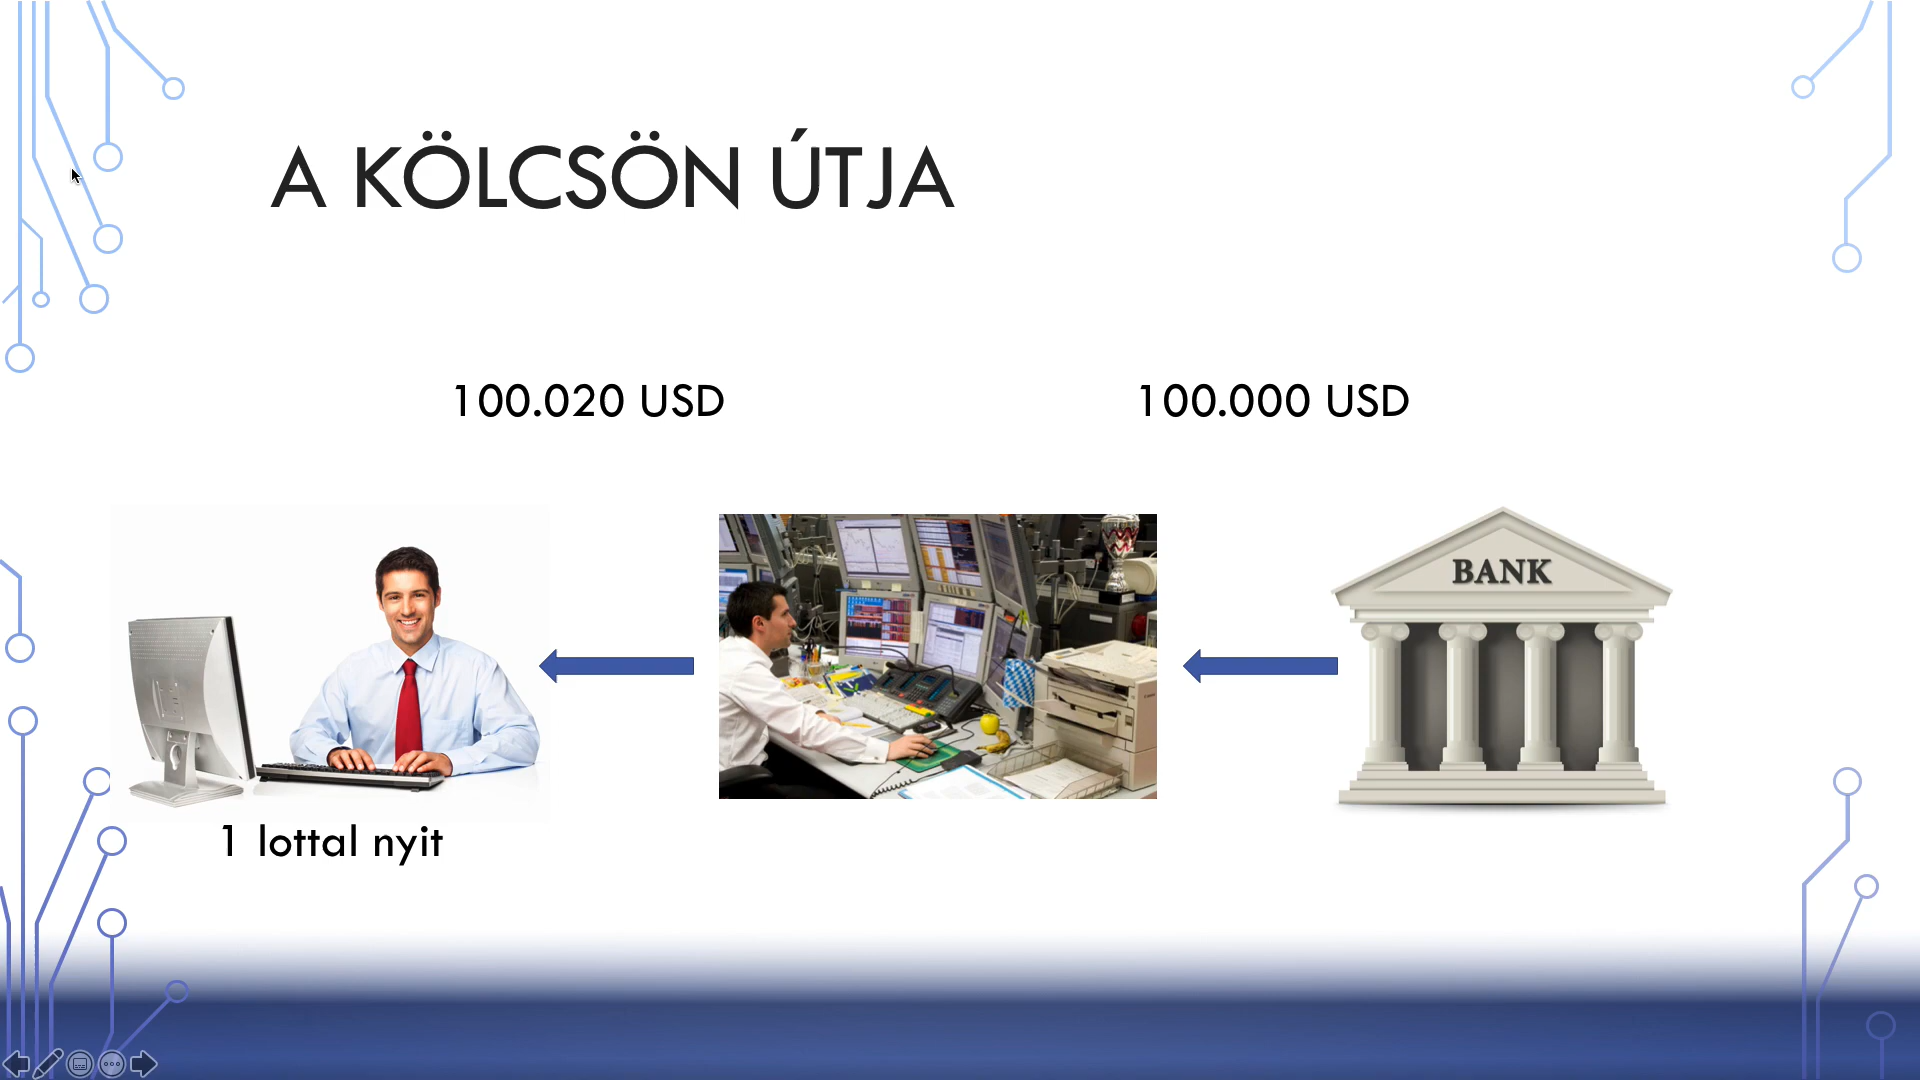 A KÖLCSÖN ÚTJA
100.020 USD
100.000 USD
BANK
1 lottal nyit